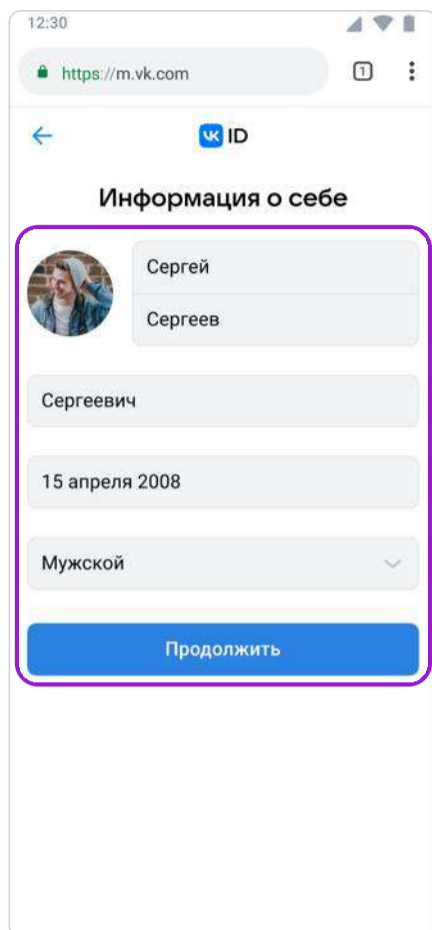 12:30
https://m.vk.com
1
VK ID
Информация о себе
Сергей
Сергеев
Сергеевич
15 апреля 2008
Мужской
Продолжить